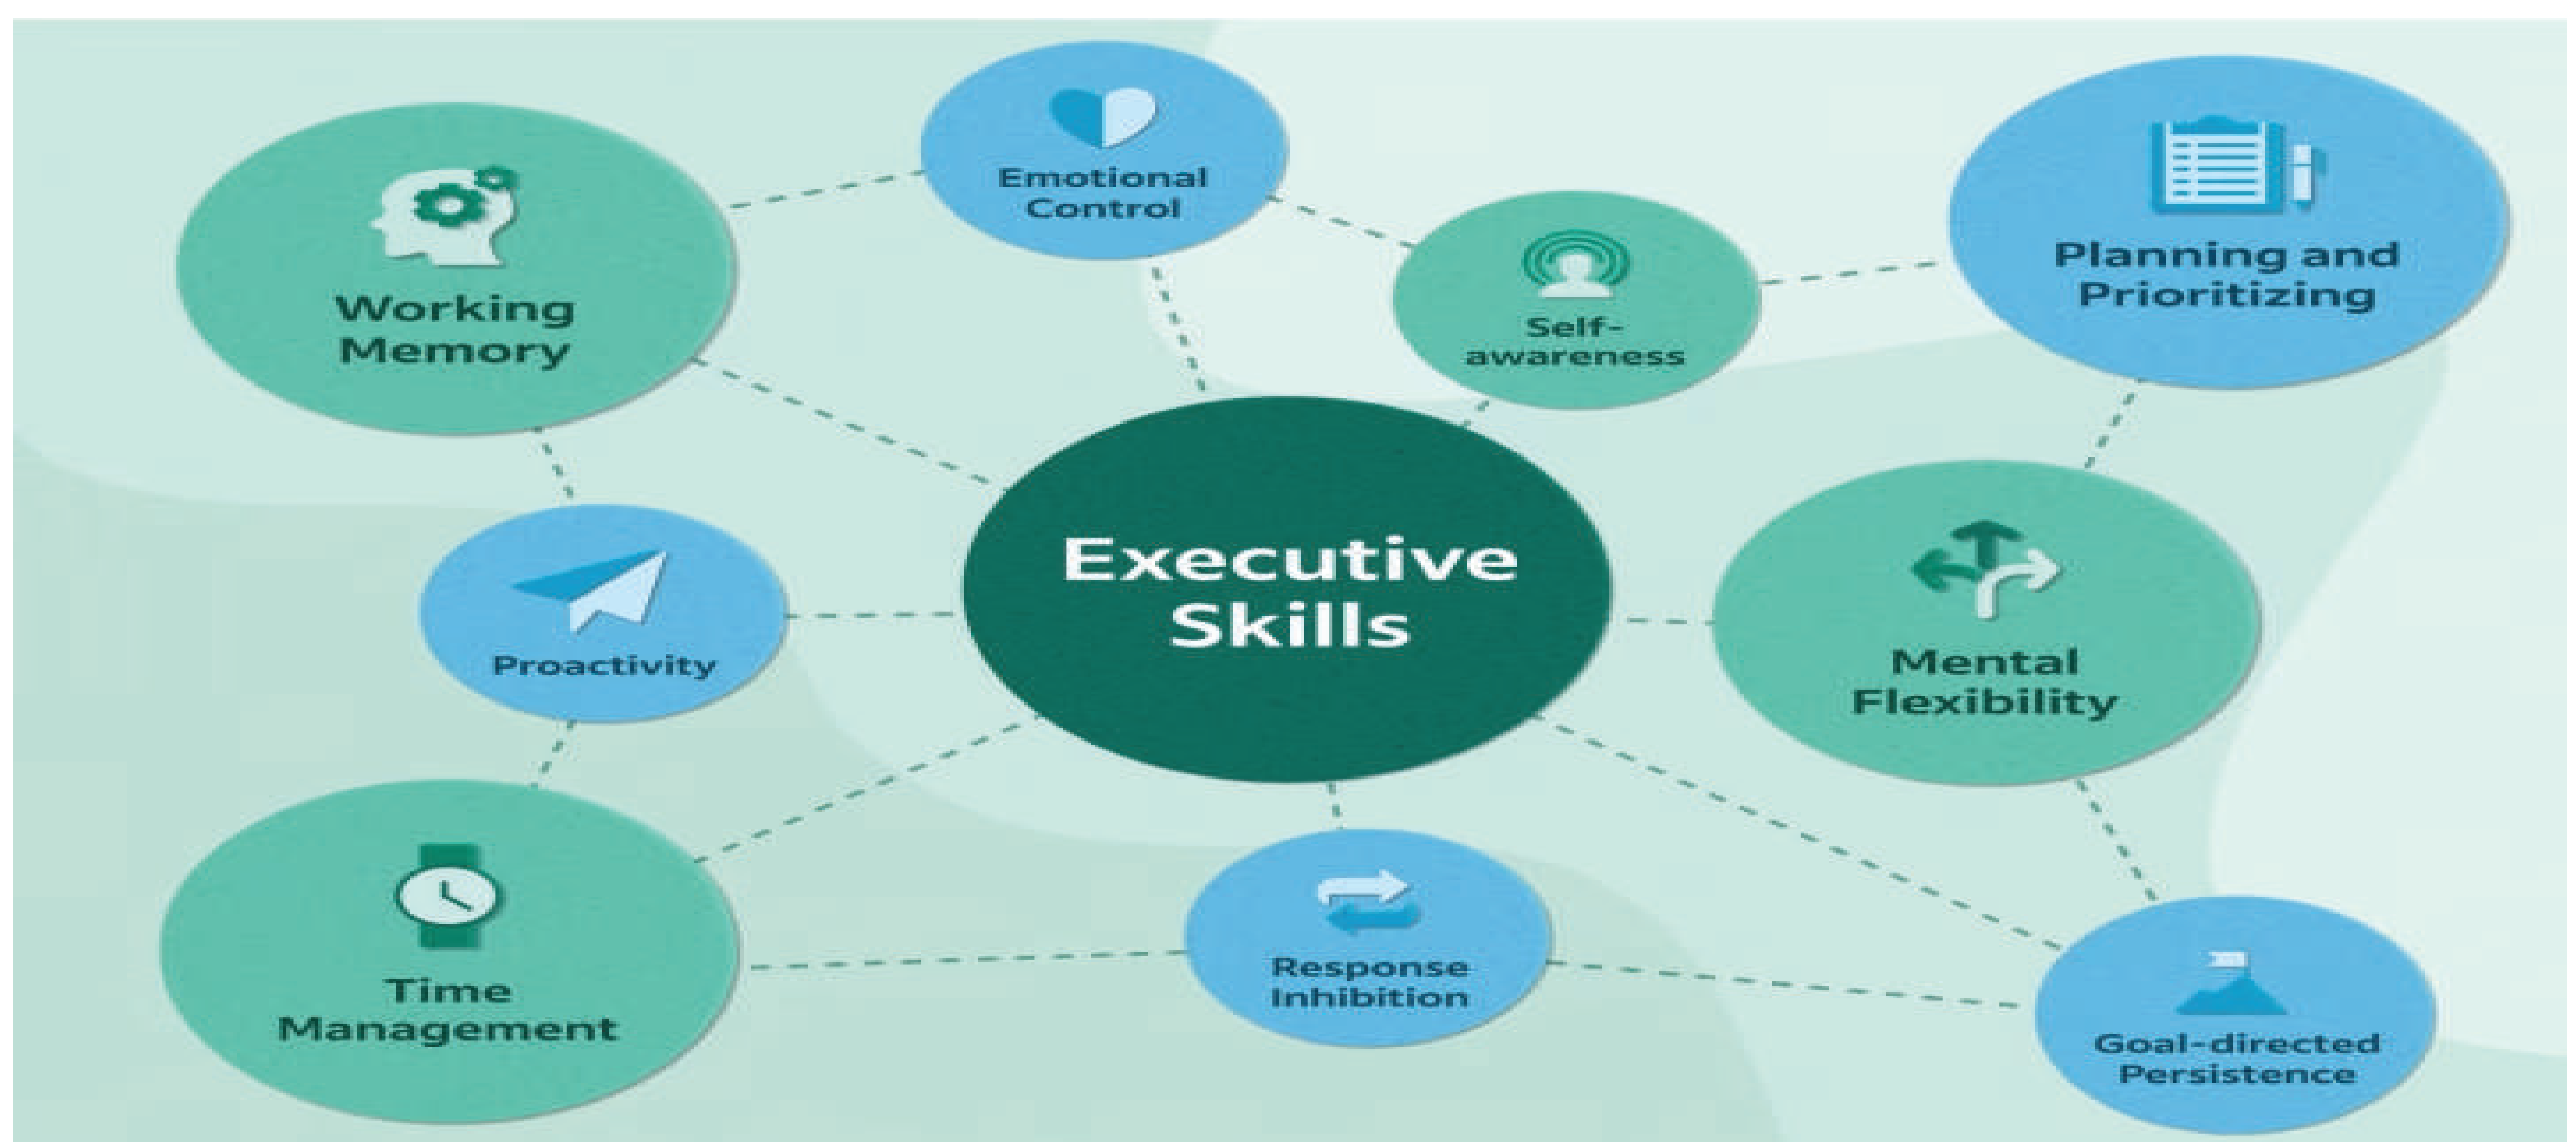 Emotional
Control
Planning and
Prioritizing
Working
Memory
Self-
awareness
Executive
Skills
Proactivity
Mental
Flexibility
Time
Management
Response
Inhibition
Goal-directed
Persistence